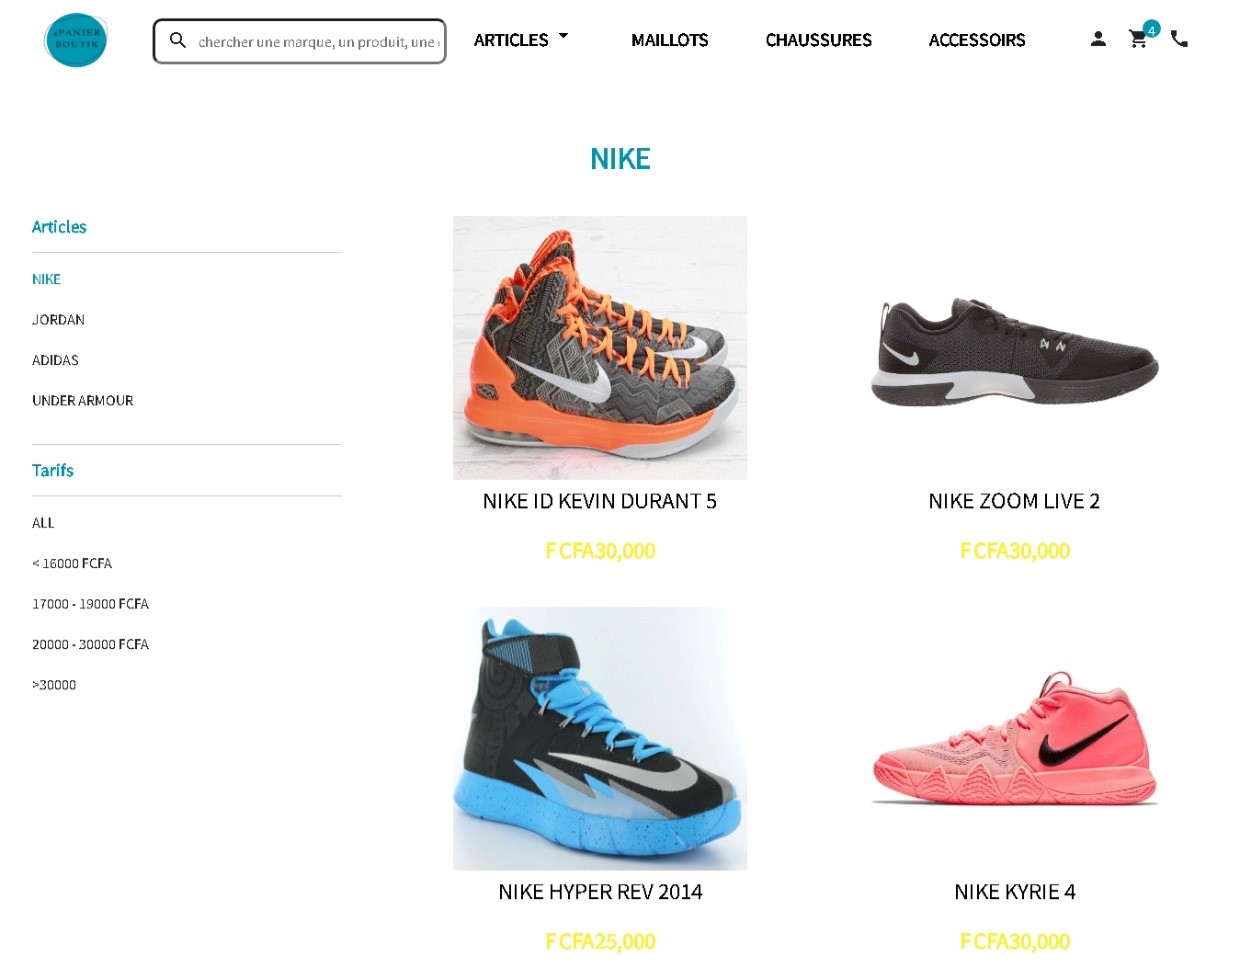 4PANIER
BOUTIK
chercher une marque, un produit, une
ARTICLES
MAILLOTS
CHAUSSURES
ACCESSOIRS
4
NIKE
Articles
NIKE
JORDAN
ADIDAS
UNDER ARMOUR
Tarifs
ALL
< 16000 FCFA
17000 - 19000 FCFA
20000 - 30000 FCFA
>30000
NIKE ID KEVIN DURANT 5
FCFA30,000
NIKE ZOOM LIVE 2
FCFA30,000
NIKE HYPER REV 2014
FCFA25,000
NIKE KYRIE 4
FCFA30,000